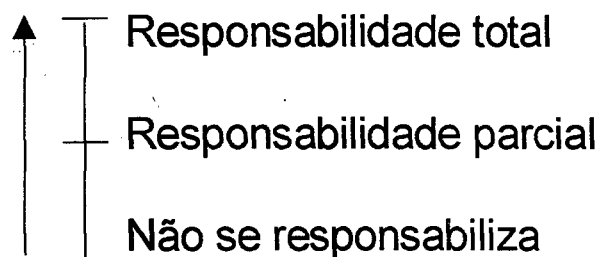 Responsabilidade total
Responsabilidade parcial
Não se responsabiliza